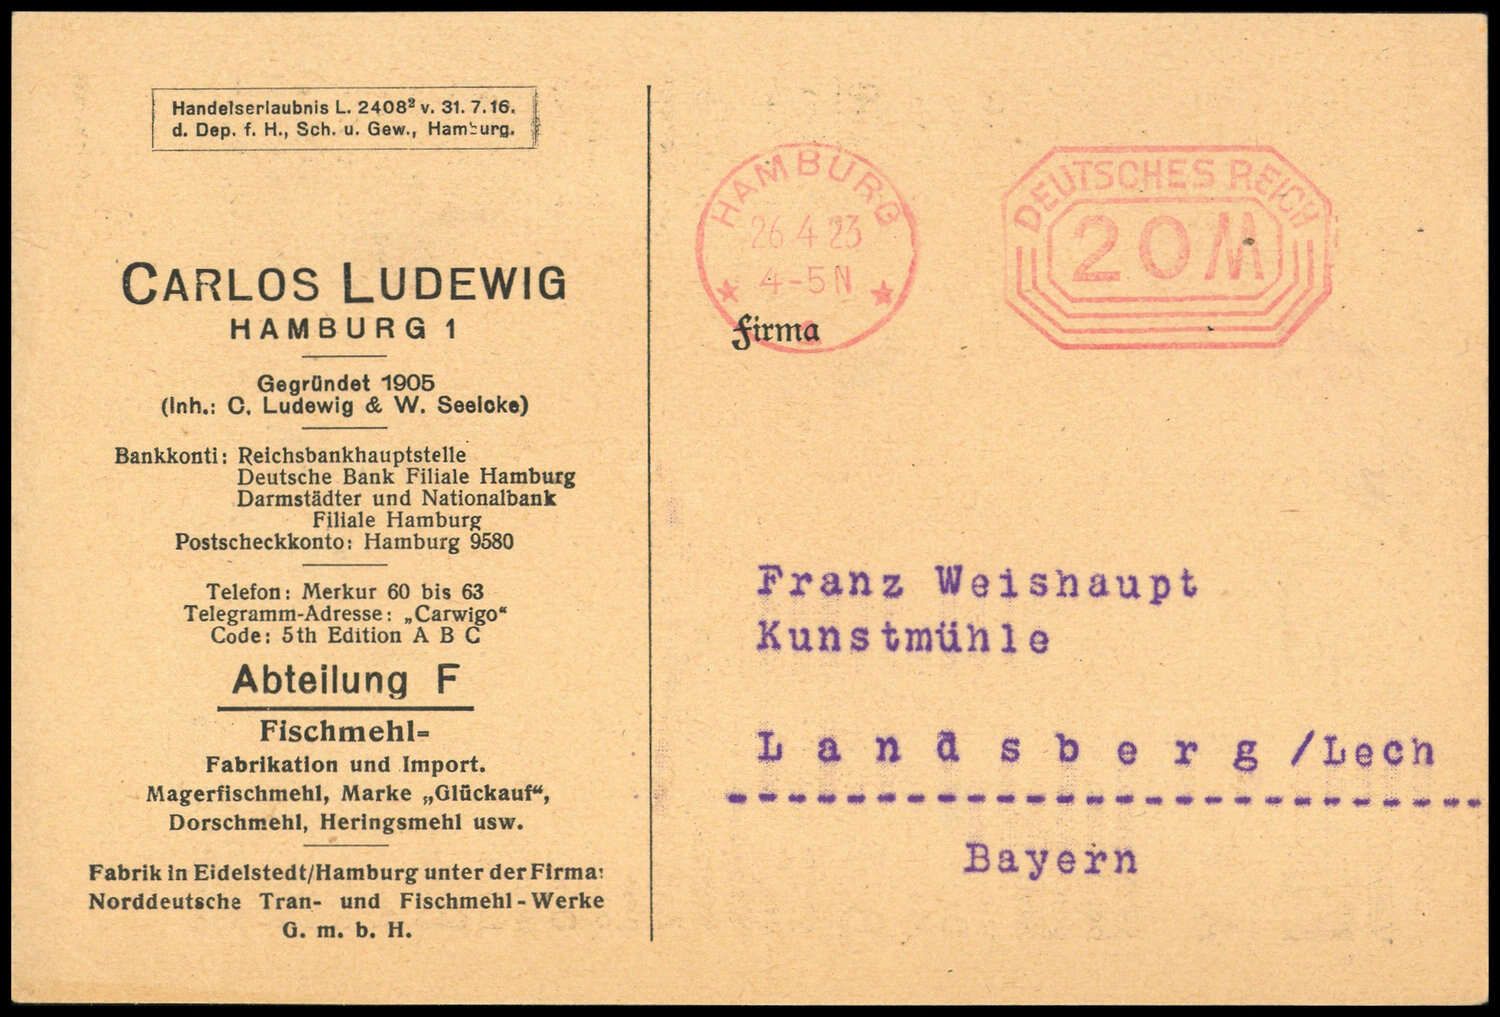 Handelserlaubnis L. 2408² v. 31. 7. 16.
d. Dep. f. H., Sch. u. Gew., Hamburg.
CARLOS LUDEWIG
HAMBURG 1
Gegründet 1905
(Inh.: C. Ludewig & W. Seelcke)
Bankkonti: Reichsbankhauptstelle
Deutsche Bank Filiale Hamburg
Darmstädter und Nationalbank
Filiale Hamburg
Postscheckkonto: Hamburg 9580
Telefon: Merkur 60 bis 63
Telegramm-Adresse: „Carwigo“
Code: 5th Edition A B C
Abteilung F
Fischmehl-
Fabrikation und Import.
Magerfischmehl, Marke „Glückauf“,
Dorschmehl, Heringsmehl usw.
Fabrik in Eidelstedt/Hamburg unter der Firma:
Norddeutsche Tran- und Fischmehl-Werke
G. m. b. H.
HAMBURG
26.4.23
4-5 N
DEUTSCHES REICH
20 M
Firma
Franz Weishaupt
Kunstmühle
Landsberg/Lech
Bayern